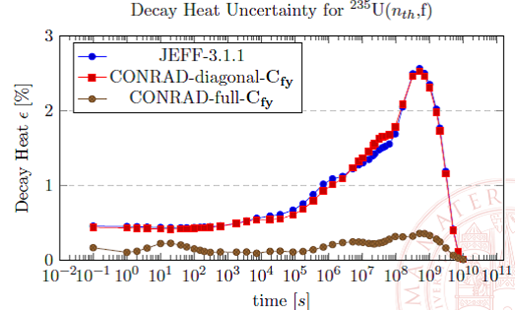 Decay Heat Uncertainty for ²³⁵U(nₜₕ,f)
3
JEFF-3.1.1
CONRAD-diagonal-C_fy
CONRAD-full-C_fy
2
1
0
Decay Heat ϵ [%]
10⁻² 10⁻¹ 10⁰ 10¹ 10² 10³ 10⁴ 10⁵ 10⁶ 10⁷ 10⁸ 10⁹ 10¹⁰ 10¹¹
time [s]